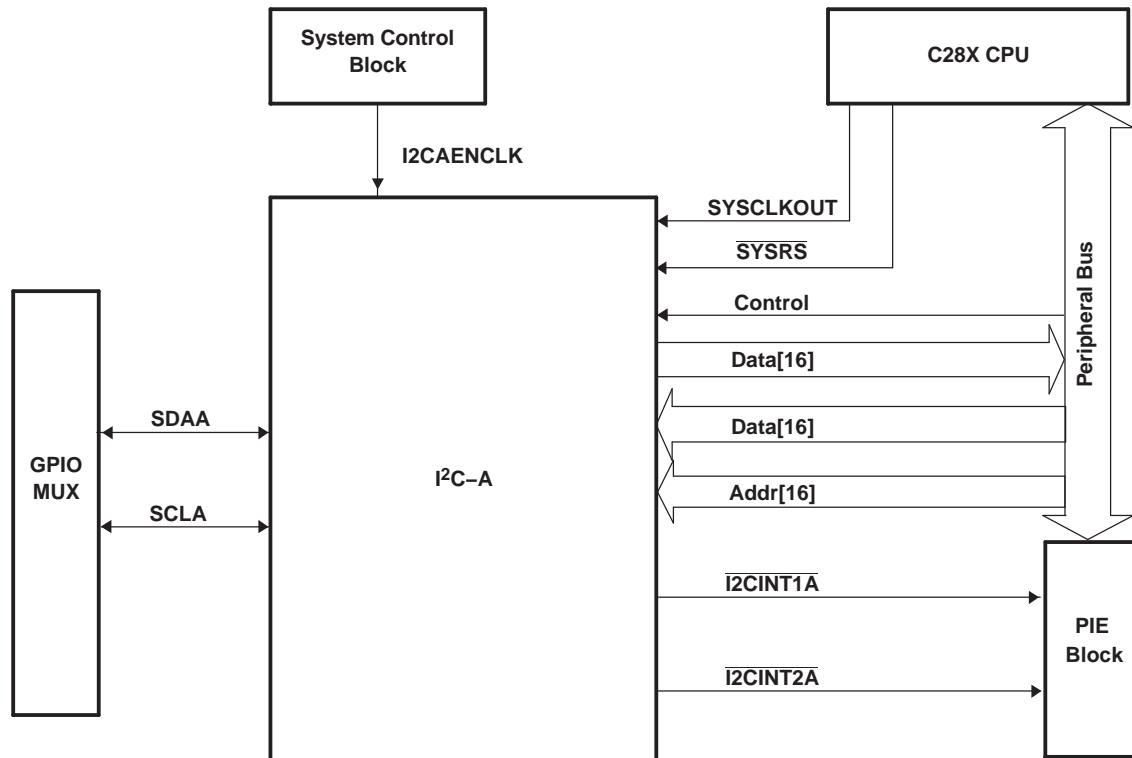 System Control
Block
C28X CPU
I2CAENCLK
SYSCLKOUT
SYSRS
Control
Data[16]
Data[16]
Addr[16]
Peripheral Bus
SDAA
SCLA
GPIO
MUX
I²C–A
I2CINT1A
I2CINT2A
PIE
Block